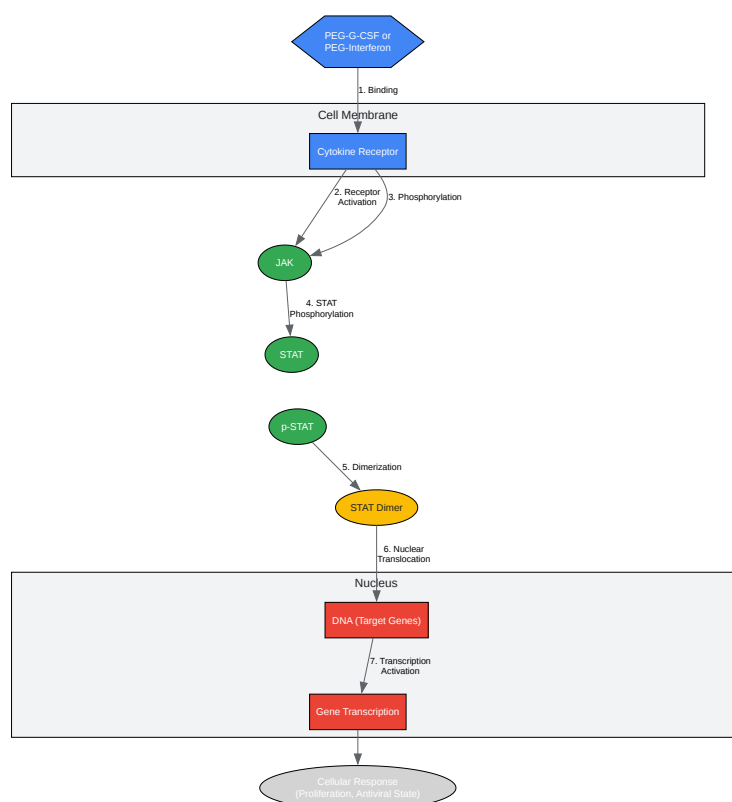 PEG-G-CSF or
PEG-Interferon
1. Binding
Cell Membrane
Cytokine Receptor
2. Receptor
Activation
3. Phosphorylation
JAK
4. STAT
Phosphorylation
STAT
p-STAT
5. Dimerization
STAT Dimer
6. Nuclear
Translocation
Nucleus
DNA (Target Genes)
7. Transcription
Activation
Gene Transcription
Cellular Response
(Proliferation, Antiviral State)